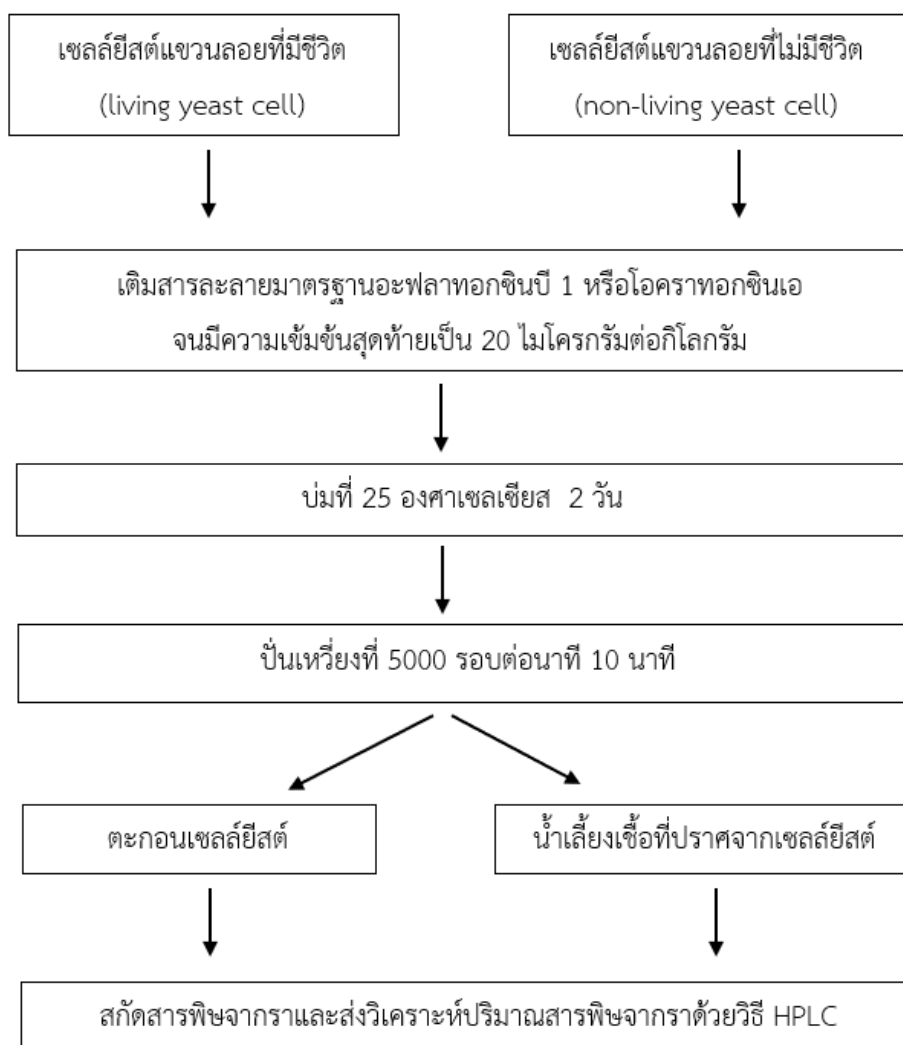 เซลล์ยีสต์แขวนลอยที่มีชีวิต
(living yeast cell)
เซลล์ยีสต์แขวนลอยที่ไม่มีชีวิต
(non-living yeast cell)
เติมสารละลายมาตรฐานอะฟลาทอกซินบี 1 หรือโอคราทอกซินเอ
จนมีความเข้มข้นสุดท้ายเป็น 20 ไมโครกรัมต่อกิโลกรัม
บ่มที่ 25 องศาเซลเซียส 2 วัน
ปั่นเหวี่ยงที่ 5000 รอบต่อนาที 10 นาที
ตะกอนเซลล์ยีสต์
น้ำเลี้ยงเชื้อที่ปราศจากเซลล์ยีสต์
สกัดสารพิษจากราและส่งวิเคราะห์ปริมาณสารพิษจากราด้วยวิธี HPLC